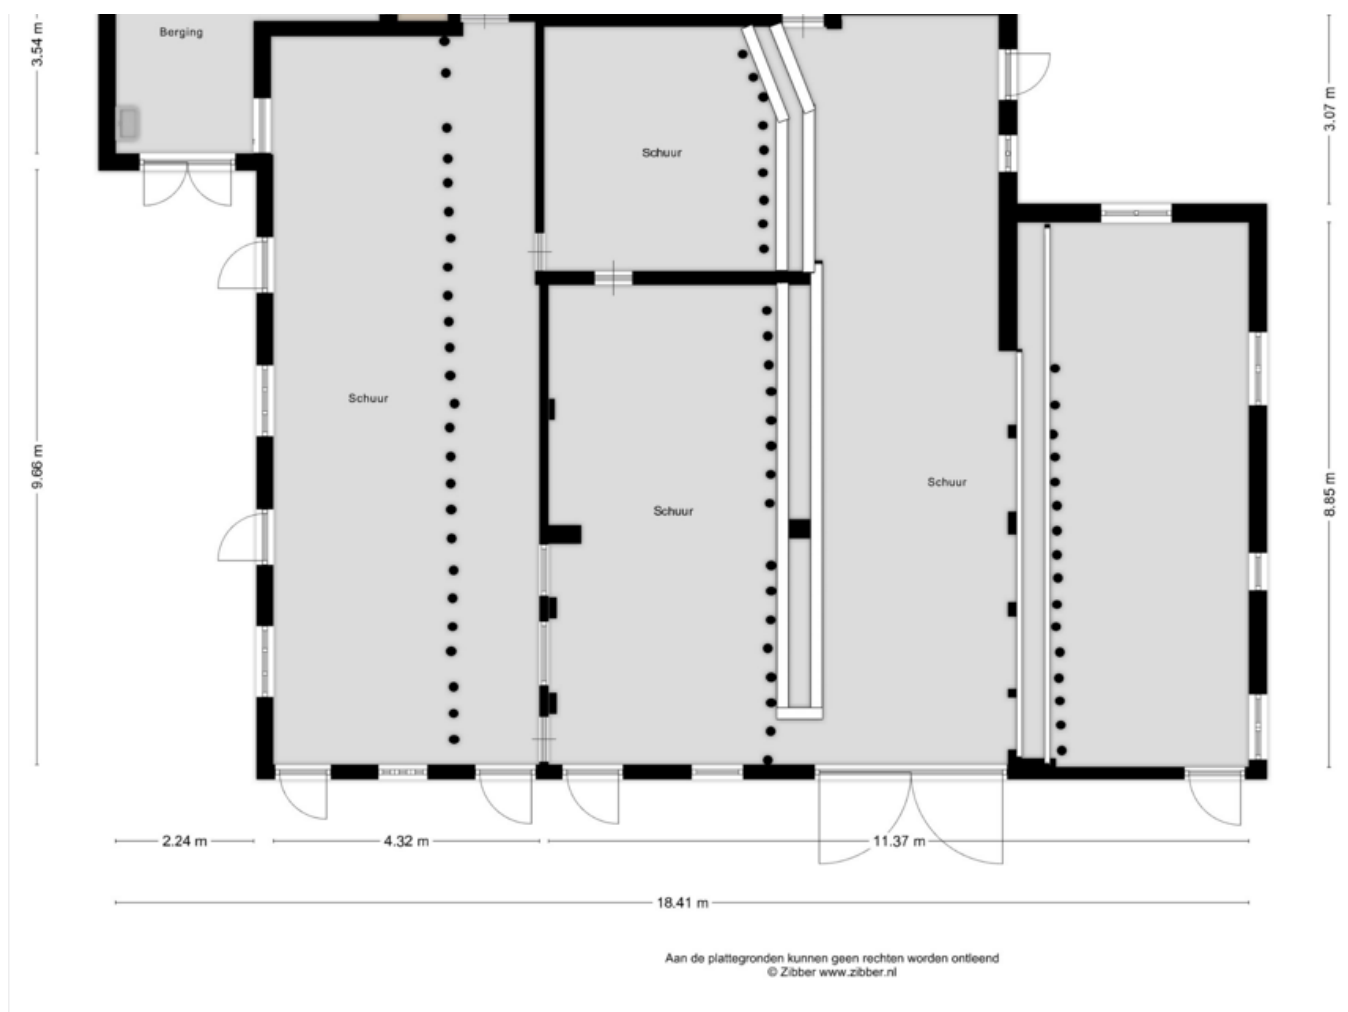 Berging
3.54 m
3.07 m
Schuur
Schuur
9.66 m
Schuur
Schuur
8.85 m
2.24 m
4.32 m
11.37 m
18.41 m
Aan de plattegronden kunnen geen rechten worden ontleend
© Zibber www.zibber.nl